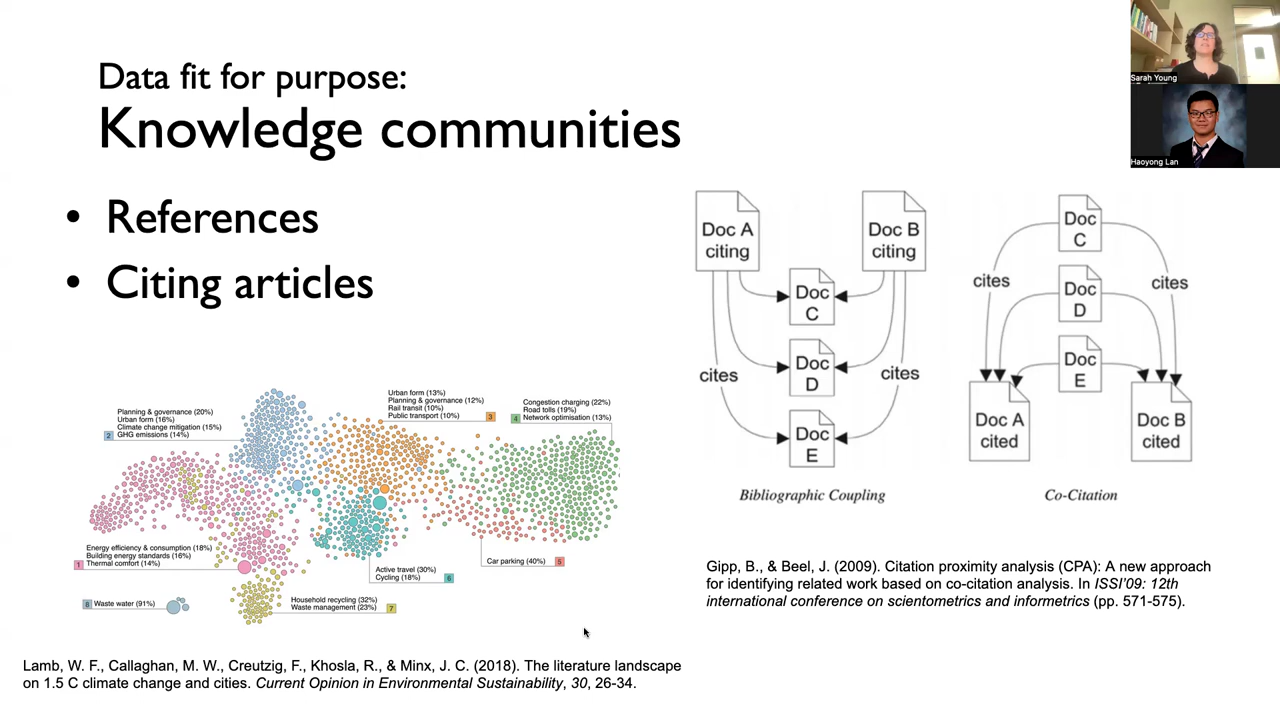 Data fit for purpose:
Knowledge communities
• References
• Citing articles
Sarah Young
Haoyong Lan
Doc A
citing
Doc B
citing
Doc
C
Doc
D
Doc
E
cites
cites
Bibliographic Coupling
Doc
C
Doc
D
Doc
E
cites
cites
Doc A
cited
Doc B
cited
Co-Citation
Planning & governance (20%)
Urban form (16%)
Climate change mitigation (15%)
2 GHG emissions (14%)
Urban form (13%)
Planning & governance (12%)
Rail transit (10%)
Public transport (10%) 3
Congestion charging (22%)
Road tolls (19%)
4 Network optimisation (13%)
Energy efficiency & consumption (18%)
Building energy standards (16%)
1 Thermal comfort (14%)
Active travel (30%)
Cycling (18%) 6
Car parking (40%) 5
8 Waste water (91%)
Household recycling (32%)
Waste management (23%) 7
Gipp, B., & Beel, J. (2009). Citation proximity analysis (CPA): A new approach
for identifying related work based on co-citation analysis. In ISSI'09: 12th
international conference on scientometrics and informetrics (pp. 571-575).
Lamb, W. F., Callaghan, M. W., Creutzig, F., Khosla, R., & Minx, J. C. (2018). The literature landscape
on 1.5 C climate change and cities. Current Opinion in Environmental Sustainability, 30, 26-34.